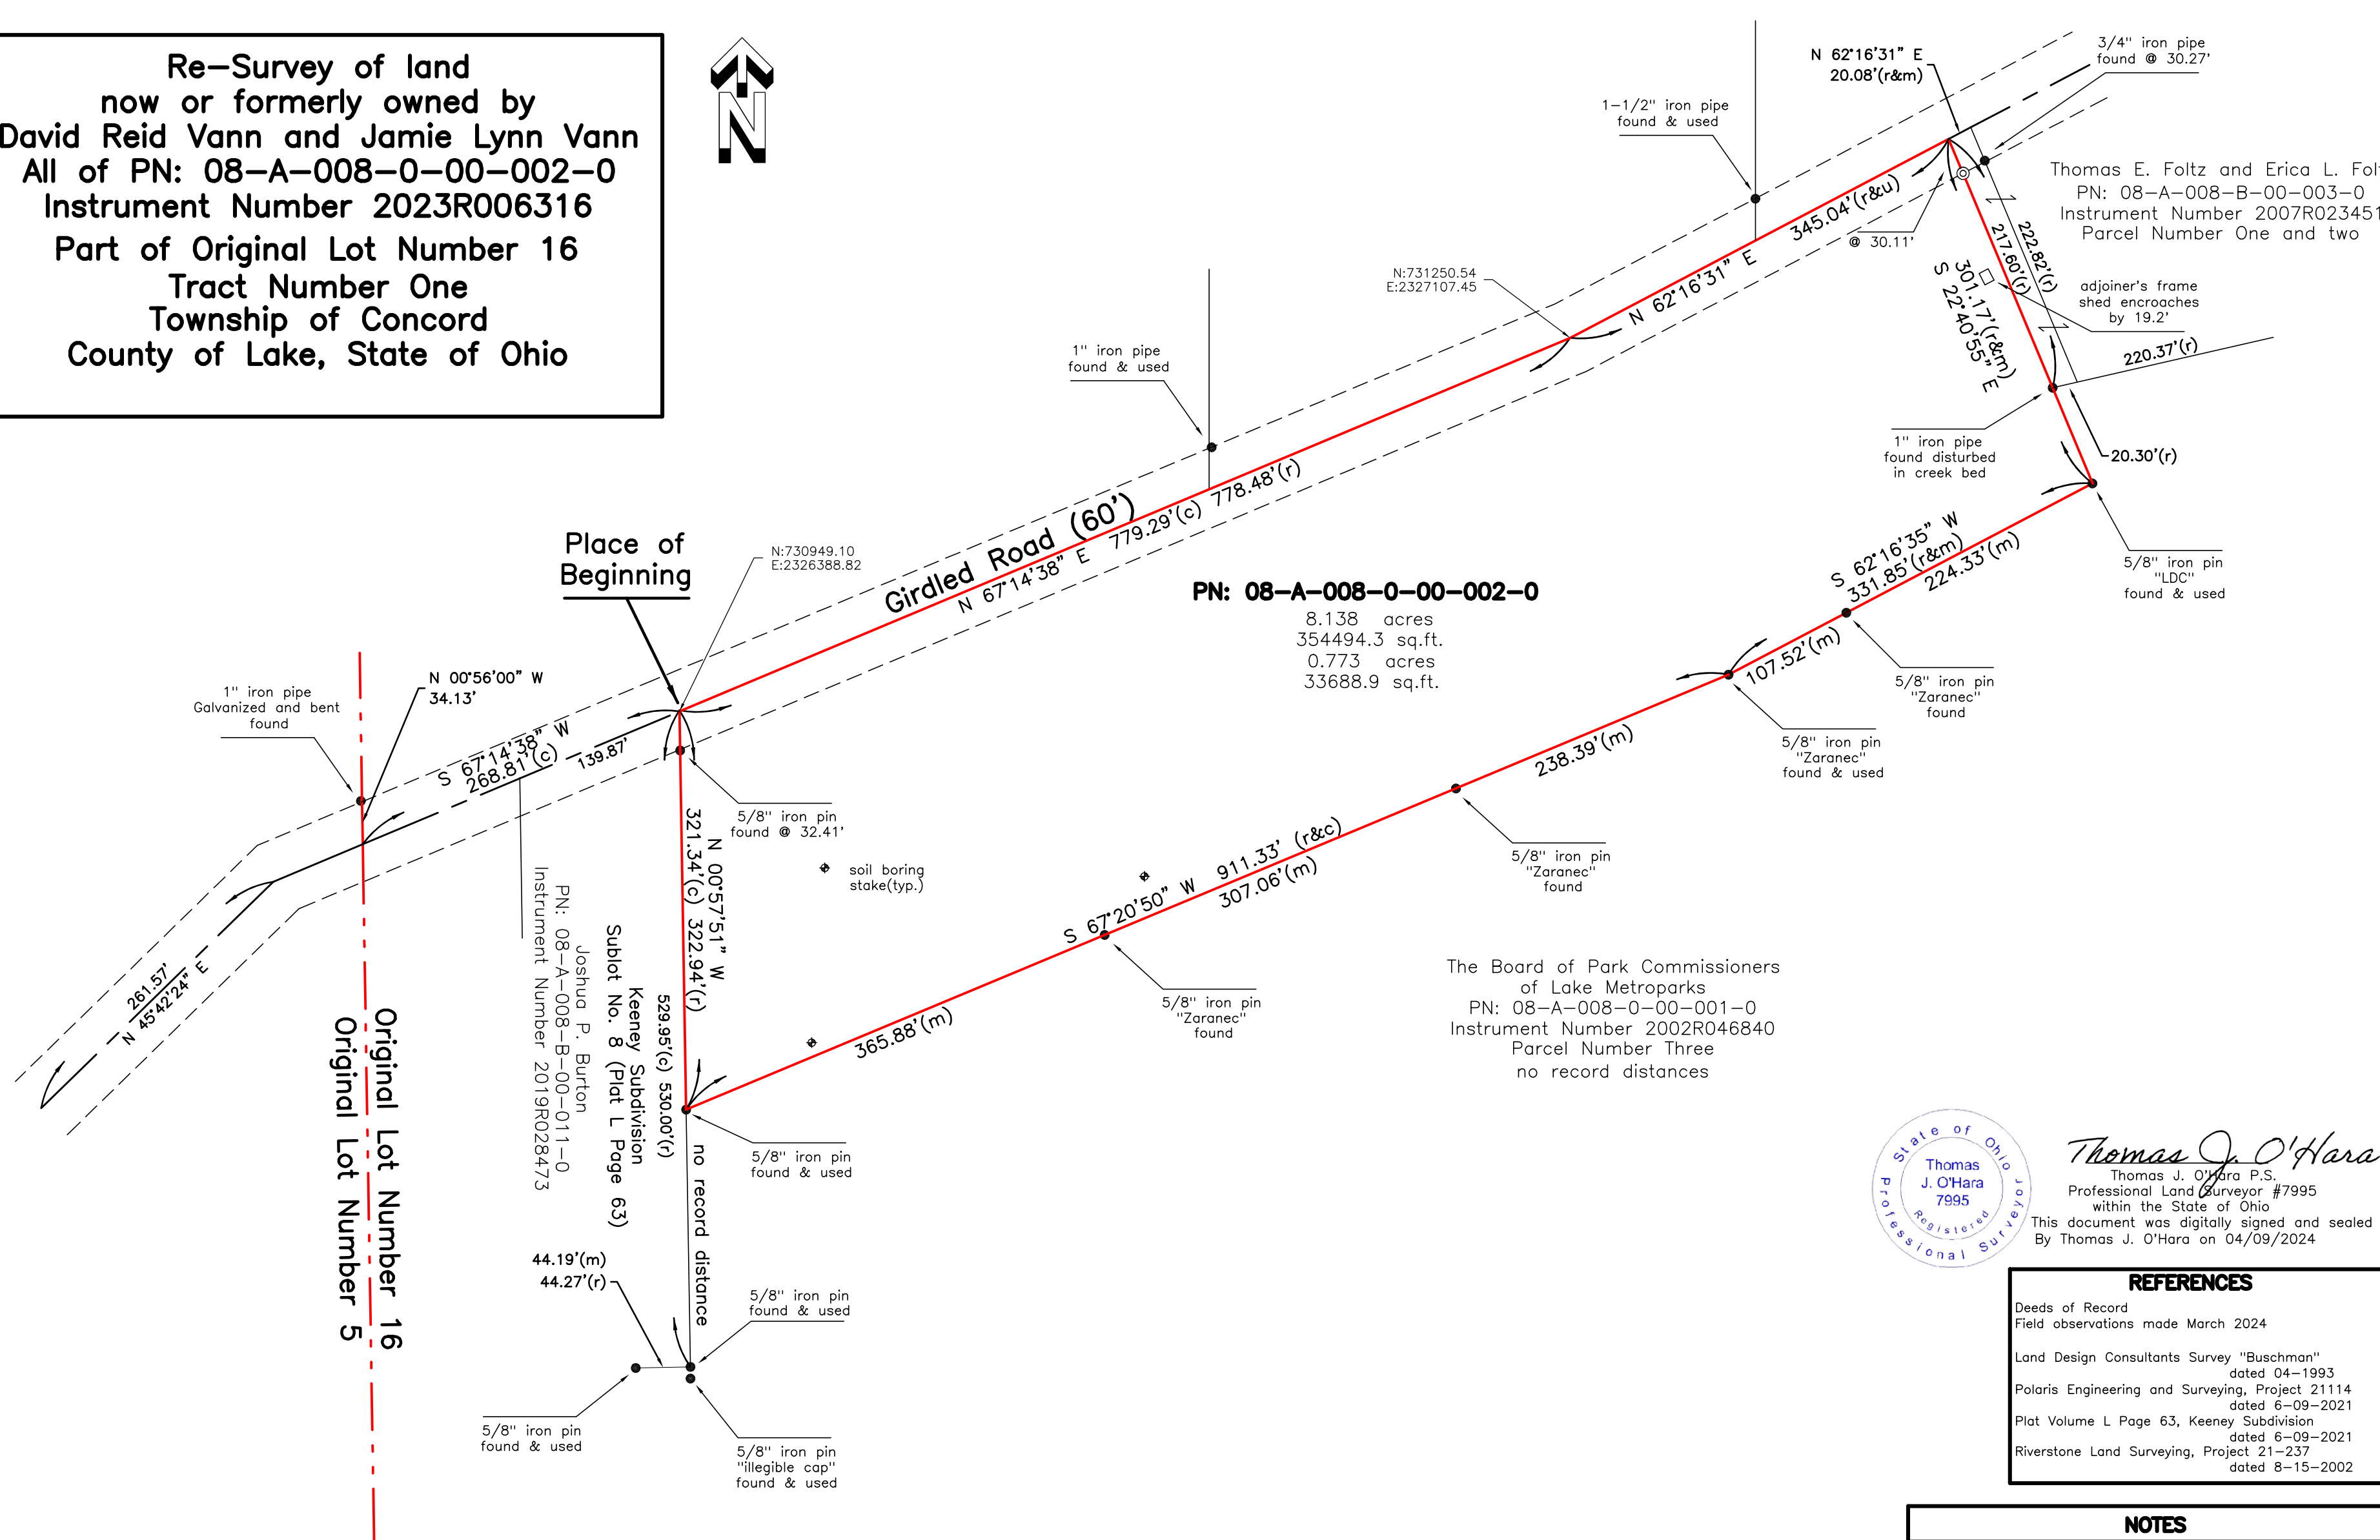 Re-Survey of land
now or formerly owned by
David Reid Vann and Jamie Lynn Vann
All of PN: 08-A-008-0-00-002-0
Instrument Number 2023R006316
Part of Original Lot Number 16
Tract Number One
Township of Concord
County of Lake, State of Ohio
N
N 62°16'31" E
20.08'(r&m)
3/4" iron pipe
found @ 30.27'
1-1/2" iron pipe
found & used
Thomas E. Foltz and Erica L.
PN: 08-A-008-B-00-003-0
Instrument Number 2007R023451
Parcel Number One and two
345.04'(r&cu)
N 62°16'31" E
@ 30.11'
222.82'(r)
217.60'(r)
301.17'(r&m)
S 22°40'55" E
adjoiner's frame
shed encroaches
by 19.2'
220.37'(r)
N:731250.54
E:2327107.45
1" iron pipe
found & used
1" iron pipe
found disturbed
in creek bed
20.30'(r)
Place of
Beginning
N:730949.10
E:2326388.82
Girdled Road (60')
N 67°14'38" E 779.29'(c) 778.48'(r)
PN: 08-A-008-0-00-002-0
8.138 acres
354494.3 sq.ft.
0.773 acres
33688.9 sq.ft.
S 62°16'35" W
331.85'(r&m)
224.33'(m)
5/8" iron pin
"LDC"
found & used
107.52'(m)
5/8" iron pin
"Zaranec"
found
5/8" iron pin
"Zaranec"
found & used
1" iron pipe
Galvanized and bent
found
N 00°56'00" W
34.13'
S 67°14'38" W
268.81'(c)
139.87'
5/8" iron pin
found @ 32.41'
238.39'(m)
5/8" iron pin
"Zaranec"
found
soil boring
stake(typ.)
N 00°57'51" W
321.34'(c) 322.94'(r)
S 67°20'50" W 911.33' (r&c)
307.06'(m)
5/8" iron pin
"Zaranec"
found
365.88'(m)
261.57'
N 45°42'24" E
Original Lot Number 16
Original Lot Number 5
529.95'(c) 530.00'(r)
Keeney Subdivision
Sublot No. 8 (Plat L Page 63)
Joshua P. Burton
PN: 08-A-008-B-00-011-0
Instrument Number 2019R028473
The Board of Park Commissioners
of Lake Metroparks
PN: 08-A-008-0-00-001-0
Instrument Number 2002R046840
Parcel Number Three
no record distances
5/8" iron pin
found & used
no record distance
44.19'(m)
44.27'(r)
5/8" iron pin
found & used
5/8" iron pin
found & used
5/8" iron pin
"illegible cap"
found & used
State of Ohio
Thomas
J. O'Hara
7995
Registered
Professional Surveyor
Thomas J. O'Hara
Thomas J. O'Hara P.S.
Professional Land Surveyor #7995
within the State of Ohio
This document was digitally signed and sealed
By Thomas J. O'Hara on 04/09/2024
REFERENCES
Deeds of Record
Field observations made March 2024
Land Design Consultants Survey "Buschman"
dated 04-1993
Polaris Engineering and Surveying, Project 21114
dated 6-09-2021
Plat Volume L Page 63, Keeney Subdivision
dated 6-09-2021
Riverstone Land Surveying, Project 21-237
dated 8-15-2002
NOTES